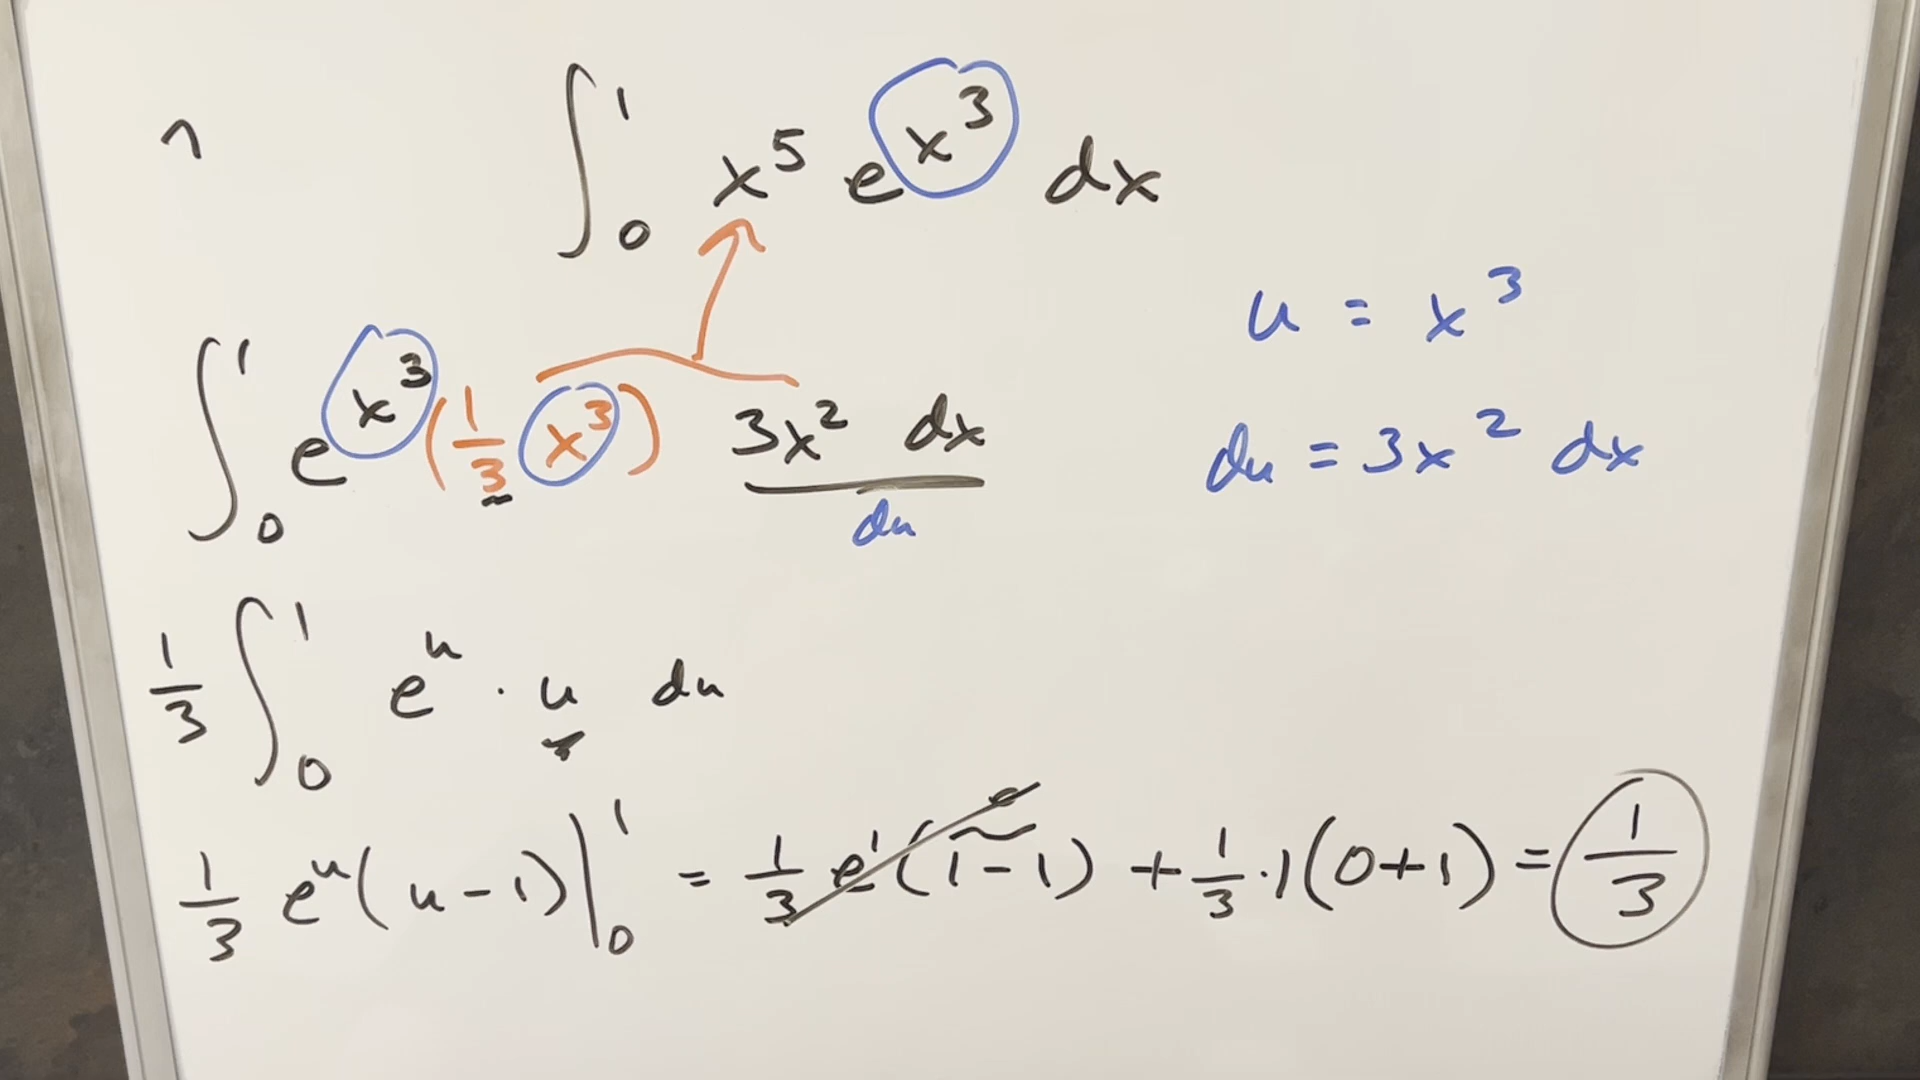 ∫₀¹ x⁵ e^(x³) dx
u = x³
∫₀¹ e^(x³) (1/3 x³) 3x² dx
du = 3x² dx
du
1/3 ∫₀¹ e^u · u du
1/3 e^u (u - 1) |₀¹ = 1/3 e¹ (1 - 1) + 1/3 · 1 (0 + 1) = 1/3